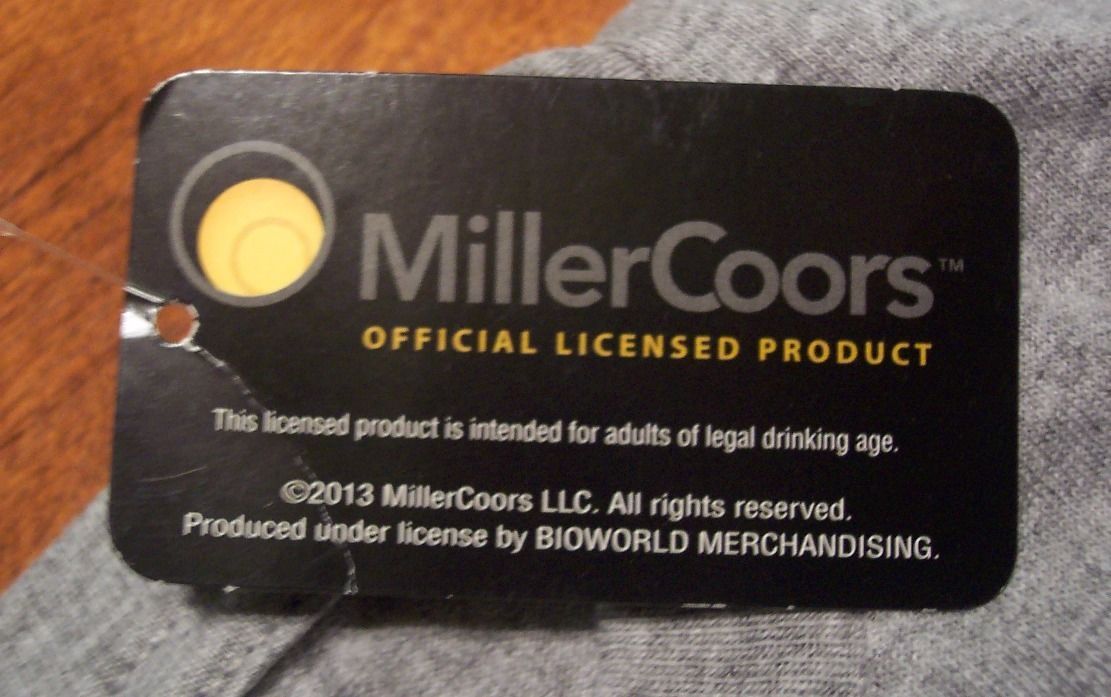 MillerCoors™
OFFICIAL LICENSED PRODUCT
This licensed product is intended for adults of legal drinking age.
©2013 MillerCoors LLC. All rights reserved.
Produced under license by BIOWORLD MERCHANDISING.